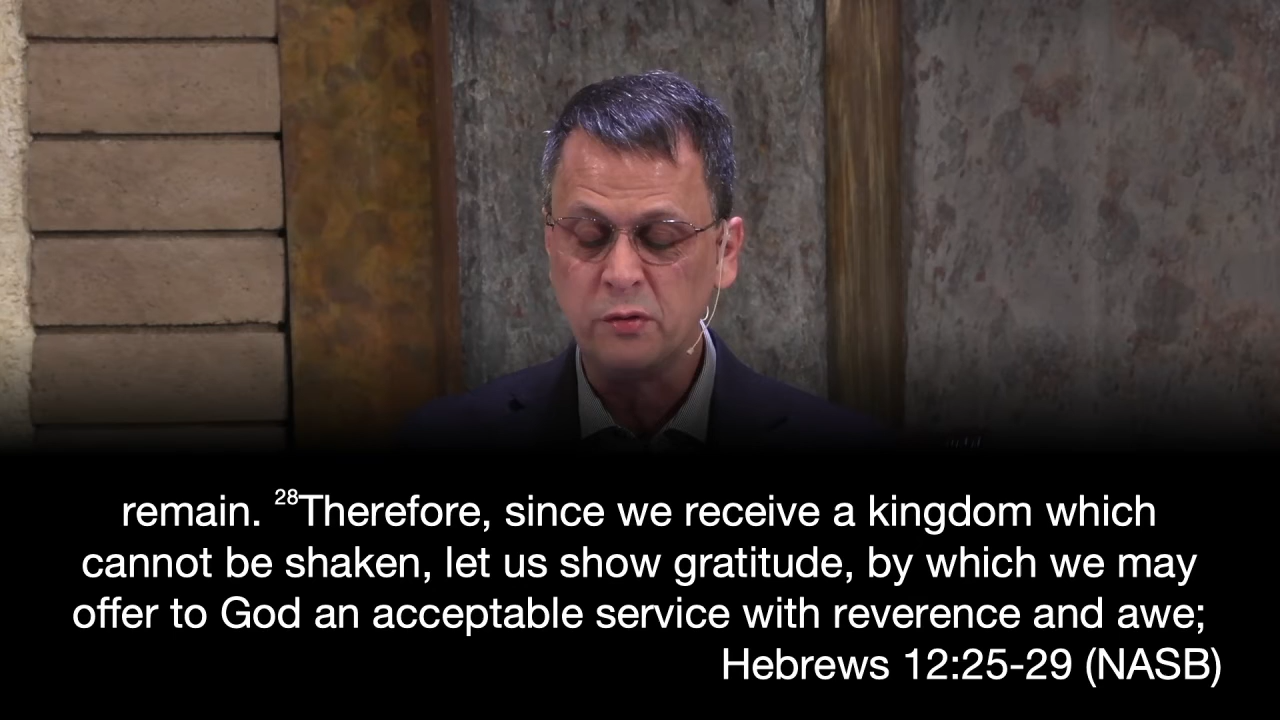 remain. 28Therefore, since we receive a kingdom which
cannot be shaken, let us show gratitude, by which we may
offer to God an acceptable service with reverence and awe;
Hebrews 12:25-29 (NASB)